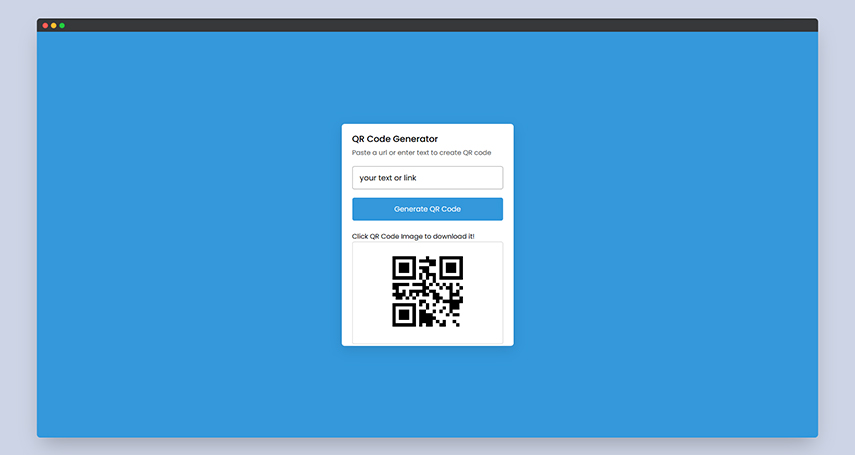 QR Code Generator
Paste a url or enter text to create QR code
your text or link
Generate QR Code
Click QR Code Image to download it!